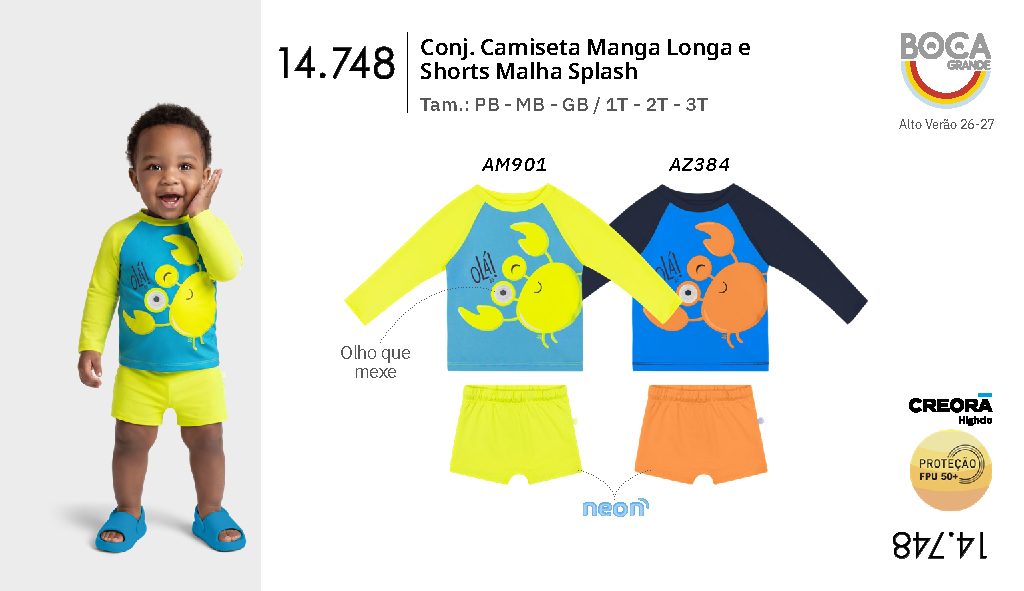 14.748
Conj. Camiseta Manga Longa e
Shorts Malha Splash
Tam.: PB - MB - GB / 1T - 2T - 3T
BOCA
GRANDE
Alto Verão 26-27
AM901
AZ384
OLÁ!
OLÁ!
OLÁ!
Olho que
mexe
neon
CREORA
Highclo
PROTEÇÃO
FPU 50+
14.748